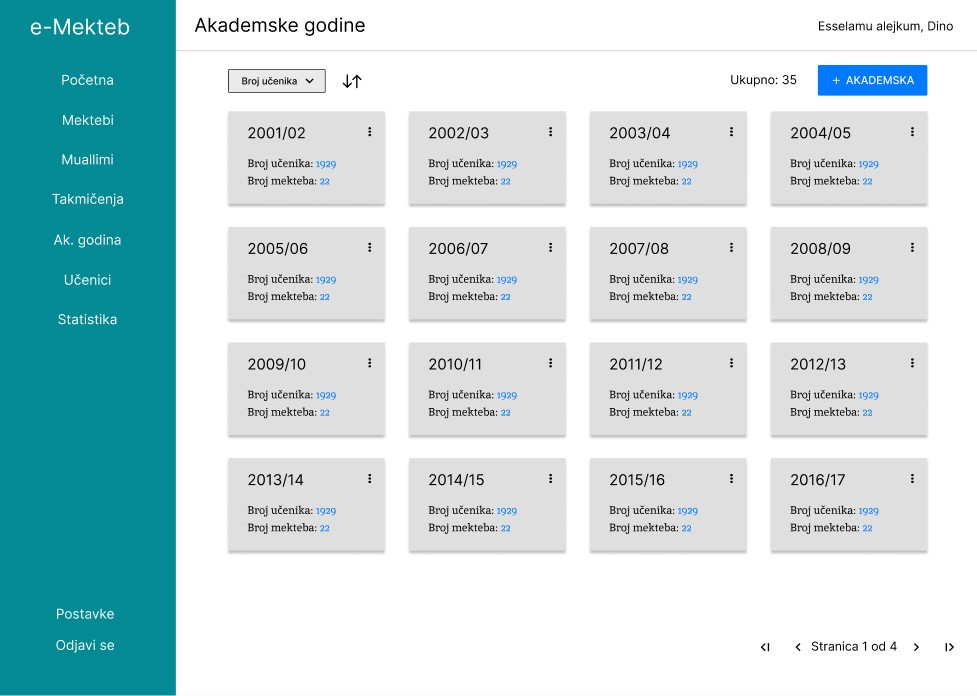 e-Mekteb
Početna
Mektebi
Muallimi
Takmičenja
Ak. godina
Učenici
Statistika
Postavke
Odjavi se
Akademske godine
Esselamu alejkum, Dino
Broj učenika
Ukupno: 35
+ AKADEMSKA
2001/02
Broj učenika: 1929
Broj mekteba: 22
2002/03
Broj učenika: 1929
Broj mekteba: 22
2003/04
Broj učenika: 1929
Broj mekteba: 22
2004/05
Broj učenika: 1929
Broj mekteba: 22
2005/06
Broj učenika: 1929
Broj mekteba: 22
2006/07
Broj učenika: 1929
Broj mekteba: 22
2007/08
Broj učenika: 1929
Broj mekteba: 22
2008/09
Broj učenika: 1929
Broj mekteba: 22
2009/10
Broj učenika: 1929
Broj mekteba: 22
2010/11
Broj učenika: 1929
Broj mekteba: 22
2011/12
Broj učenika: 1929
Broj mekteba: 22
2012/13
Broj učenika: 1929
Broj mekteba: 22
2013/14
Broj učenika: 1929
Broj mekteba: 22
2014/15
Broj učenika: 1929
Broj mekteba: 22
2015/16
Broj učenika: 1929
Broj mekteba: 22
2016/17
Broj učenika: 1929
Broj mekteba: 22
Stranica 1 od 4